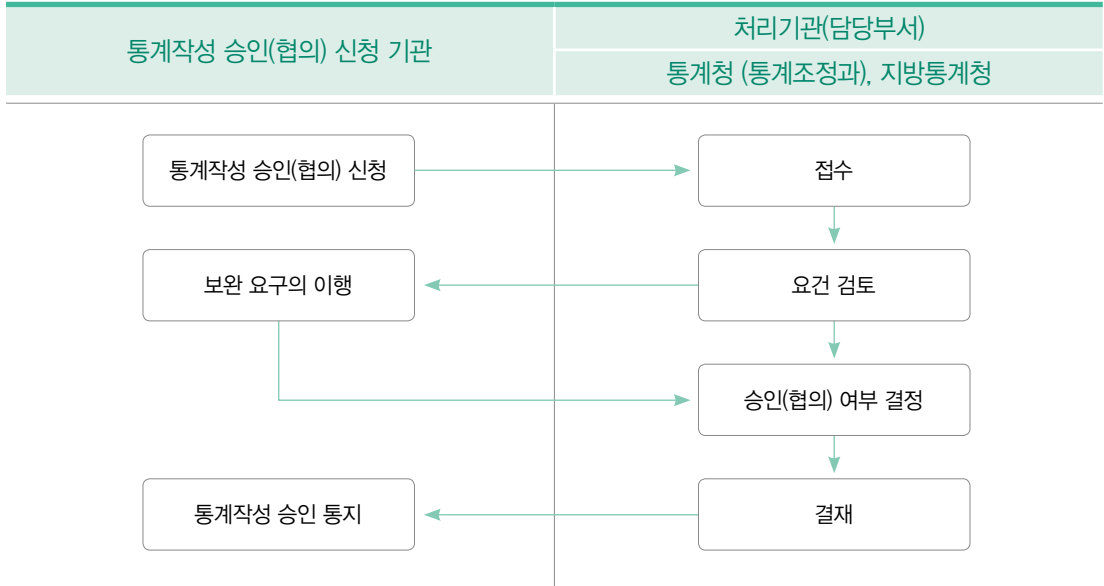 통계작성 승인(협의) 신청 기관
처리기관(담당부서)
통계청 (통계조정과), 지방통계청
통계작성 승인(협의) 신청
접수
보완 요구의 이행
요건 검토
승인(협의) 여부 결정
통계작성 승인 통지
결재